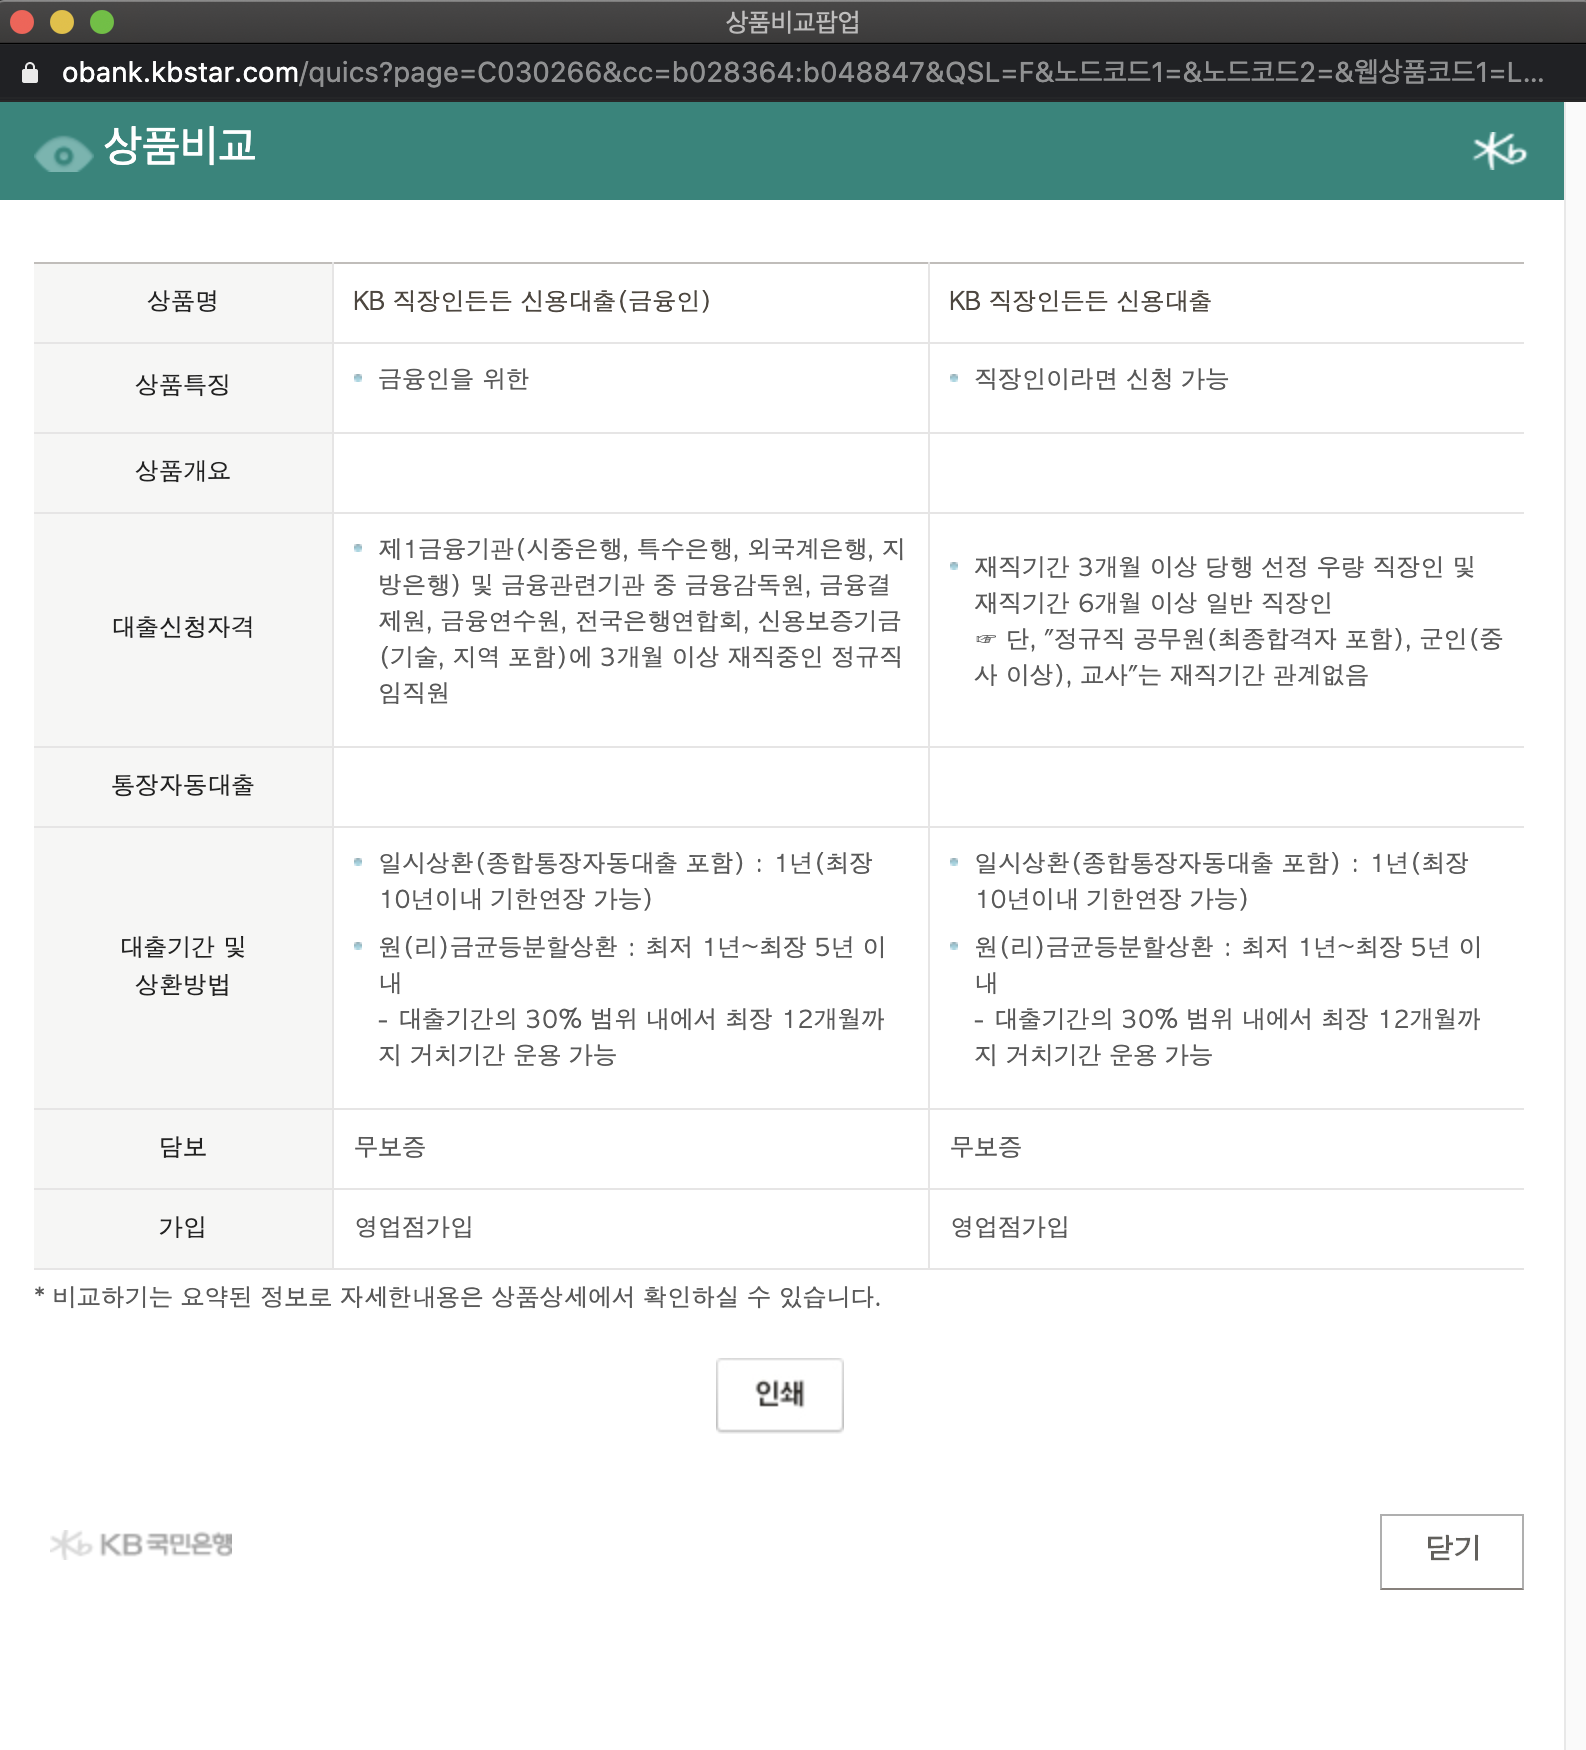 상품비교팝업
obank.kbstar.com/quics?page=C030266&cc=b028364:b048847&QSL=F&노드코드1=&노드코드2=&웹상품코드1=L...
상품비교
상품명
KB 직장인든든 신용대출(금융인)
KB 직장인든든 신용대출
상품특징
금융인을 위한
직장인이라면 신청 가능
상품개요
대출신청자격
제1금융기관(시중은행, 특수은행, 외국계은행, 지
방은행) 및 금융관련기관 중 금융감독원, 금융결
제원, 금융연수원, 전국은행연합회, 신용보증기금
(기술, 지역 포함)에 3개월 이상 재직중인 정규직
임직원
재직기간 3개월 이상 당행 선정 우량 직장인 및
재직기간 6개월 이상 일반 직장인
☞ 단, "정규직 공무원(최종합격자 포함), 군인(중
사 이상), 교사"는 재직기간 관계없음
통장자동대출
대출기간 및
상환방법
일시상환(종합통장자동대출 포함) : 1년(최장
10년이내 기한연장 가능)
원(리)금균등분할상환 : 최저 1년~최장 5년 이
내
- 대출기간의 30% 범위 내에서 최장 12개월까
지 거치기간 운용 가능
일시상환(종합통장자동대출 포함) : 1년(최장
10년이내 기한연장 가능)
원(리)금균등분할상환 : 최저 1년~최장 5년 이
내
- 대출기간의 30% 범위 내에서 최장 12개월까
지 거치기간 운용 가능
담보
무보증
무보증
가입
영업점가입
영업점가입
* 비교하기는 요약된 정보로 자세한내용은 상품상세에서 확인하실 수 있습니다.
인쇄
KB 국민은행
닫기